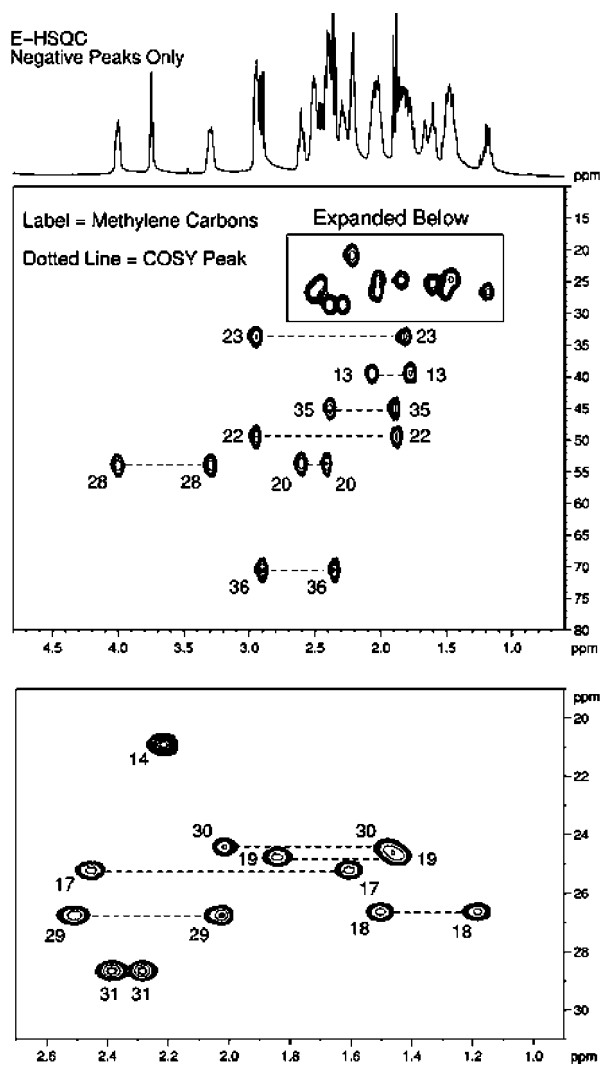 E-HSQC
Negative Peaks Only
ppm
Label = Methylene Carbons
Expanded Below
Dotted Line = COSY Peak
10
15
20
25
30
35
40
45
50
55
60
65
70
75
80
23 23
13 13
35 35
22 22
28 28 20 20
36 36
4.5 4.0 3.5 3.0 2.5 2.0 1.5 1.0 ppm
ppm
20
22
24
26
28
30
14
30 30
19 19
17 17
29 29 18 18
31 31
2.6 2.4 2.2 2.0 1.8 1.6 1.4 1.2 1.0 ppm